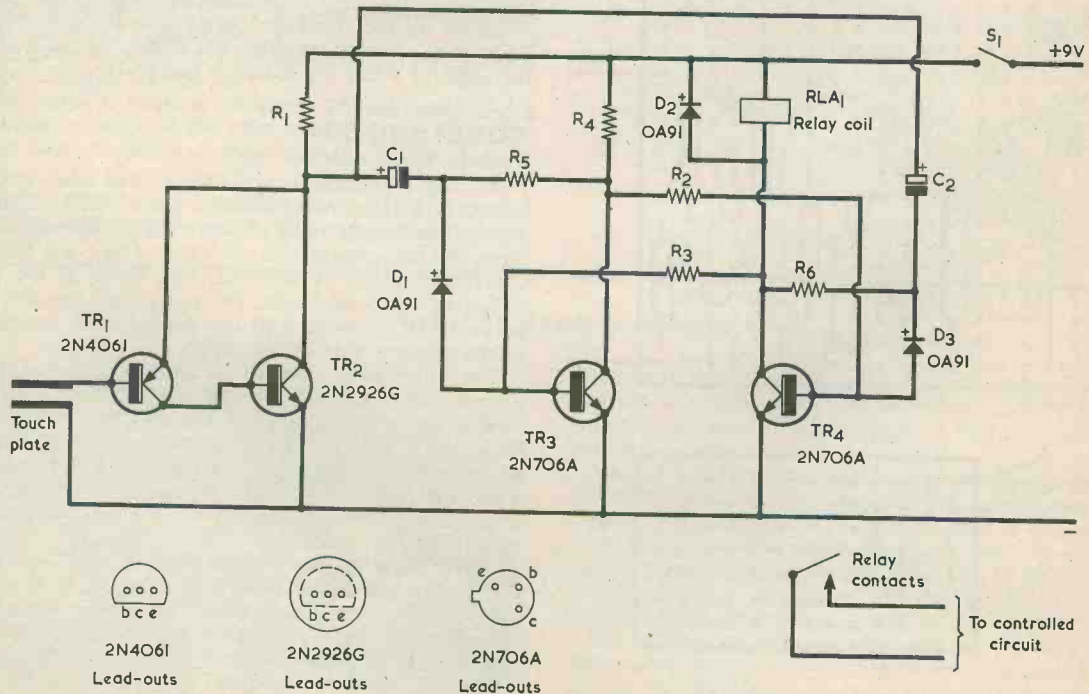 S1
+9V
R1
R4
D2
OA91
RLA1
Relay coil
C1
R5
R2
C2
R3
R6
D1
OA91
D3
OA91
TR1
2N4061
TR2
2N2926G
TR3
2N706A
TR4
2N706A
Touch
plate
+
+
+
+
+
−
b c e
2N4061
Lead-outs
b c e
2N2926G
Lead-outs
e b
c
2N706A
Lead-outs
Relay
contacts
To controlled
circuit